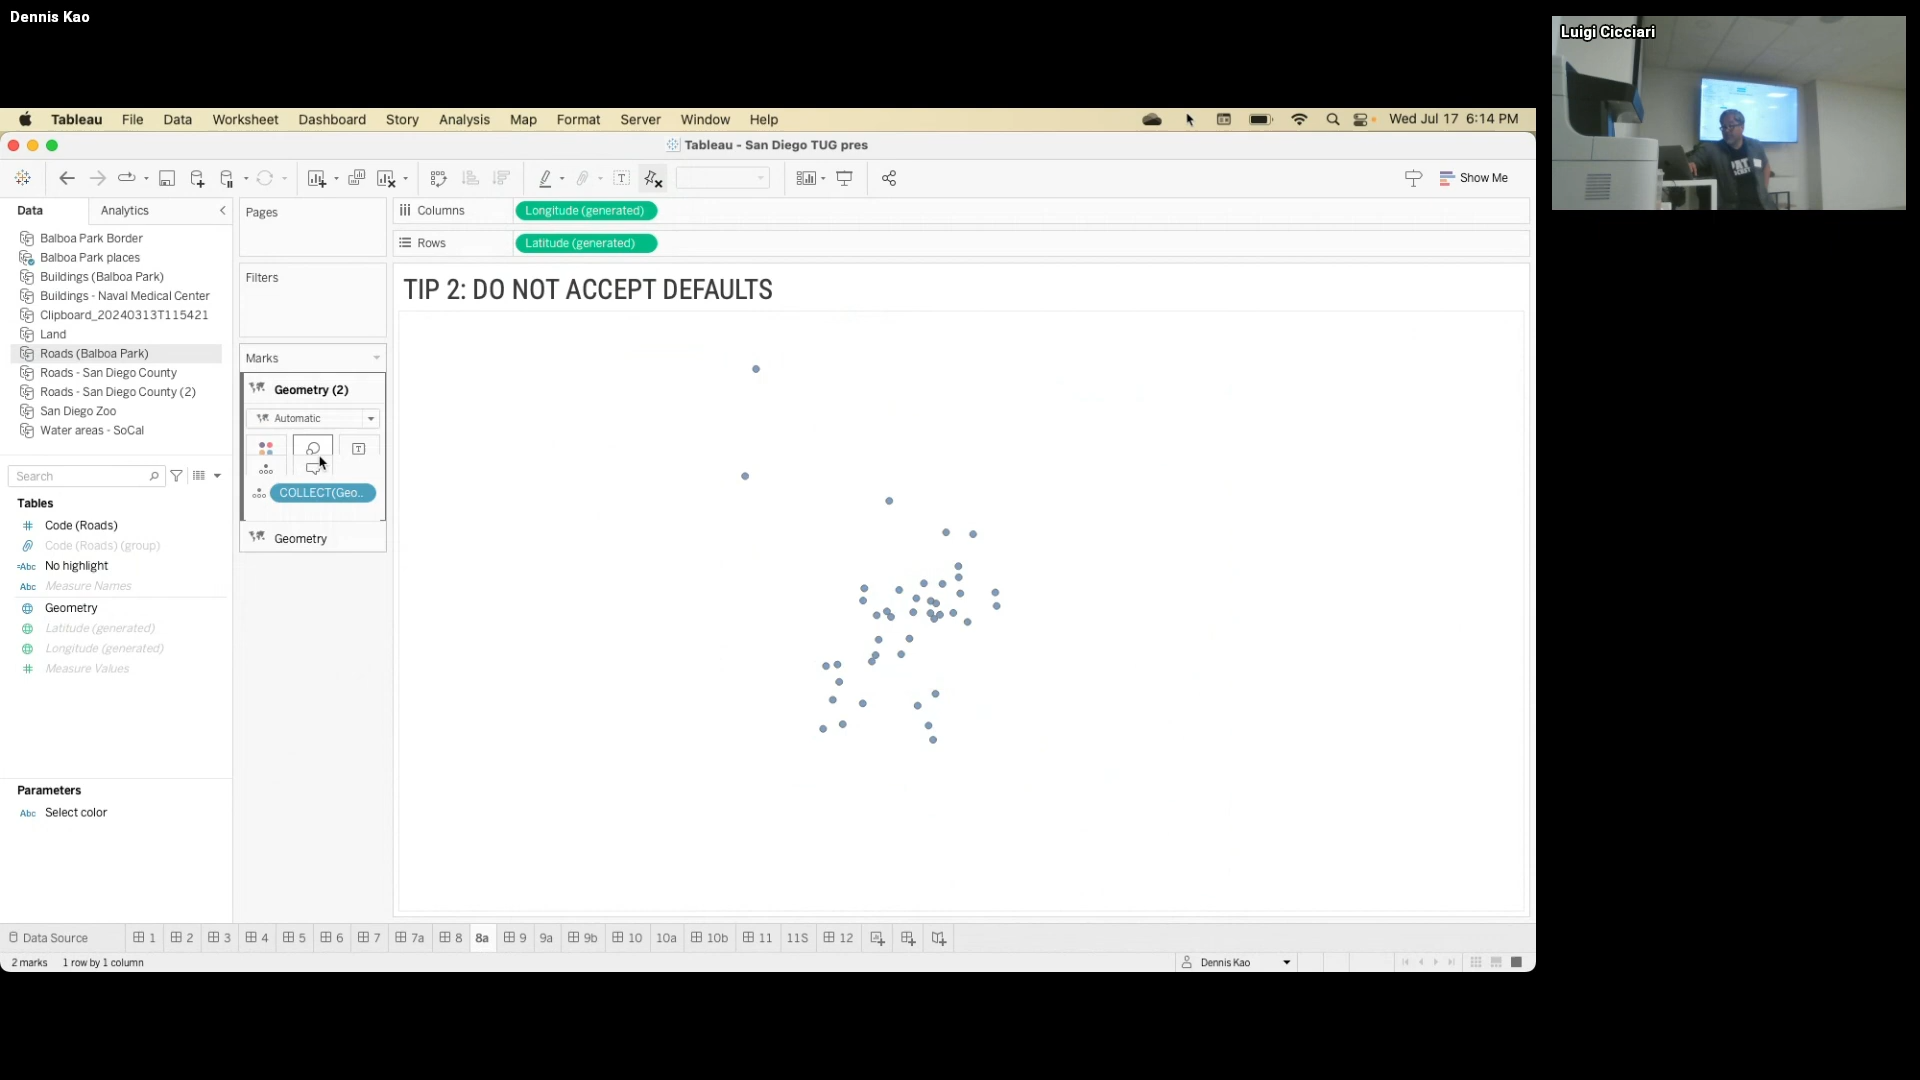 Dennis Kao
Luigi Cicciari
Tableau File Data Worksheet Dashboard Story Analysis Map Format Server Window Help
Wed Jul 17 6:14 PM
Tableau - San Diego TUG pres
Show Me
Data Analytics
Balboa Park Border
Balboa Park places
Buildings (Balboa Park)
Buildings - Naval Medical Center
Clipboard_20240313T115421
Land
Roads (Balboa Park)
Roads - San Diego County
Roads - San Diego County (2)
San Diego Zoo
Water areas - SoCal
Search
Tables
# Code (Roads)
Code (Roads) (group)
=Abc No highlight
Abc Measure Names
Geometry
Latitude (generated)
Longitude (generated)
# Measure Values
Parameters
Abc Select color
Pages
Filters
Marks
Geometry (2)
Automatic
T
COLLECT(Geo..
Geometry
Columns Longitude (generated)
Rows Latitude (generated)
TIP 2: DO NOT ACCEPT DEFAULTS
Data Source 1 2 3 4 5 6 7 7a 8 8a 9 9a 9b 10 10a 10b 11 11S 12
2 marks 1 row by 1 column
Dennis Kao